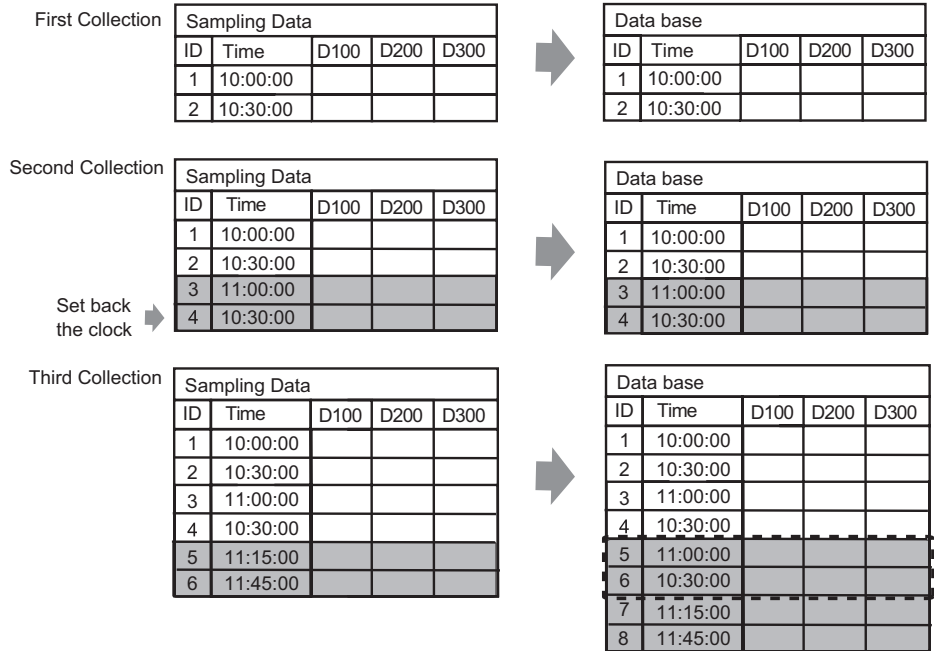 First Collection
Sampling Data
ID Time D100 D200 D300
1 10:00:00
2 10:30:00
Data base
ID Time D100 D200 D300
1 10:00:00
2 10:30:00
Second Collection
Sampling Data
ID Time D100 D200 D300
1 10:00:00
2 10:30:00
3 11:00:00
4 10:30:00
Set back
the clock
Data base
ID Time D100 D200 D300
1 10:00:00
2 10:30:00
3 11:00:00
4 10:30:00
Third Collection
Sampling Data
ID Time D100 D200 D300
1 10:00:00
2 10:30:00
3 11:00:00
4 10:30:00
5 11:15:00
6 11:45:00
Data base
ID Time D100 D200 D300
1 10:00:00
2 10:30:00
3 11:00:00
4 10:30:00
5 11:00:00
6 10:30:00
7 11:15:00
8 11:45:00